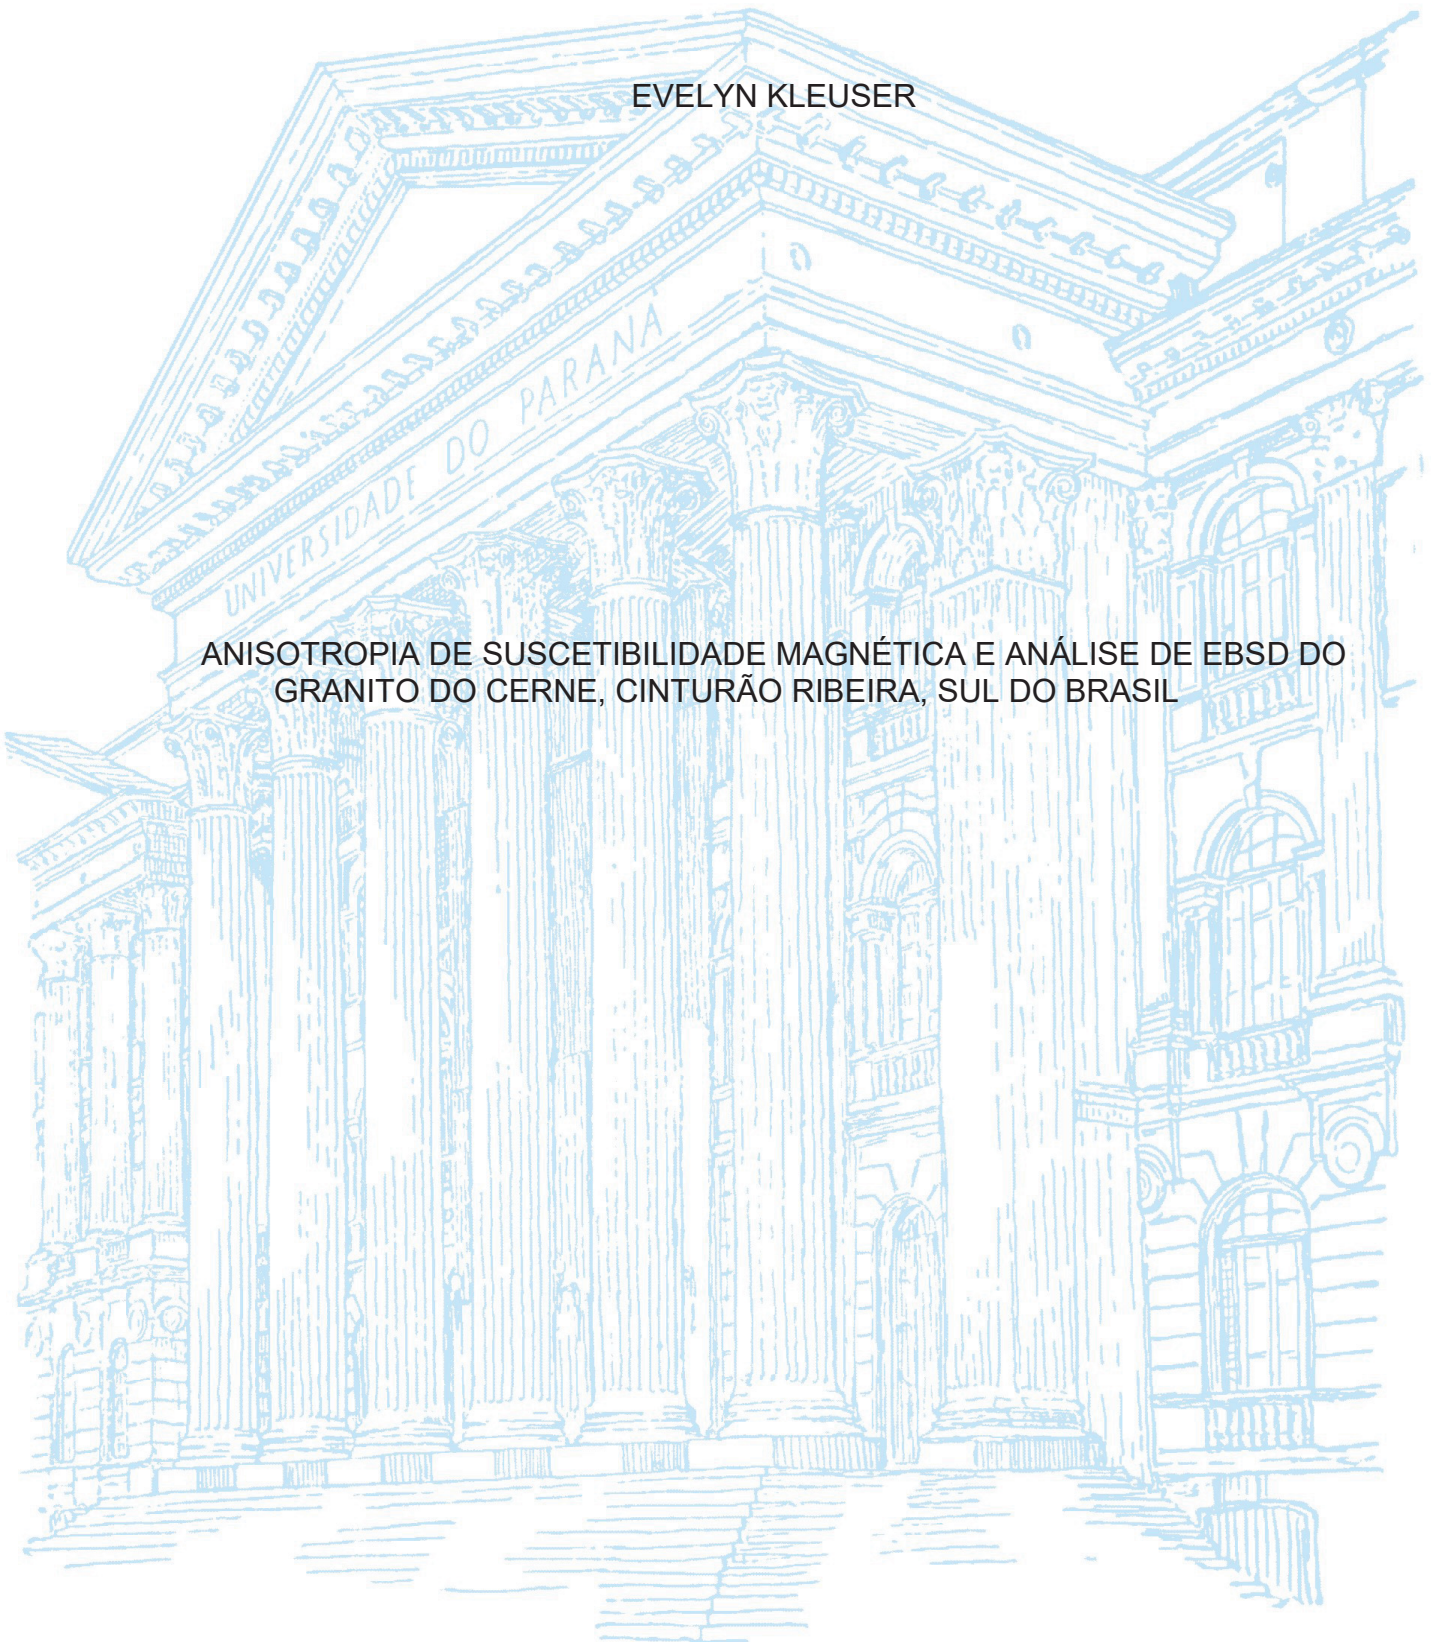 EVELYN KLEUSER
UNIVERSIDADE DO PARANÁ
ANISOTROPIA DE SUSCETIBILIDADE MAGNÉTICA E ANÁLISE DE EBSD DO
GRANITO DO CERNE, CINTURÃO RIBEIRA, SUL DO BRASIL